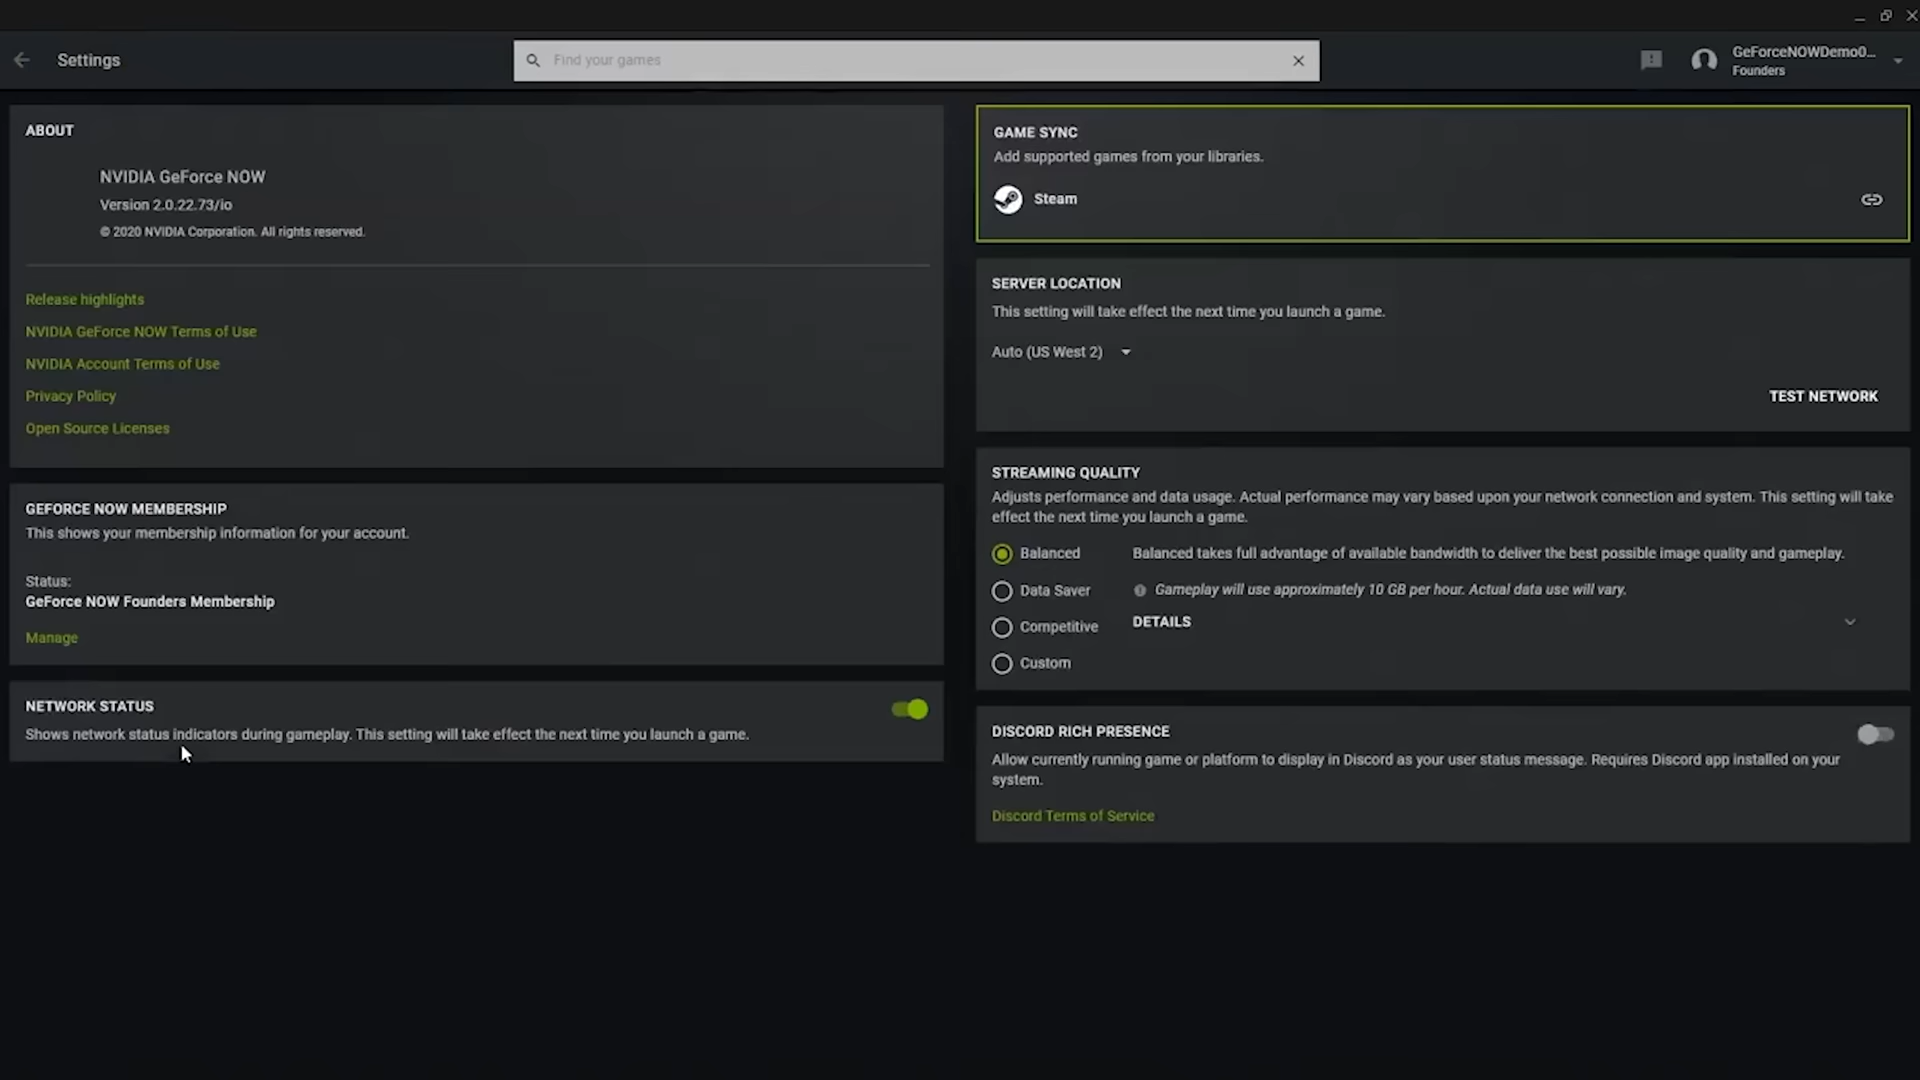 Settings
Find your games
GeForceNOWDemo0...
Founders
ABOUT
NVIDIA GeForce NOW
Version 2.0.22.73/io
© 2020 NVIDIA Corporation. All rights reserved.
Release highlights
NVIDIA GeForce NOW Terms of Use
NVIDIA Account Terms of Use
Privacy Policy
Open Source Licenses
GEFORCE NOW MEMBERSHIP
This shows your membership information for your account.
Status:
GeForce NOW Founders Membership
Manage
NETWORK STATUS
Shows network status indicators during gameplay. This setting will take effect the next time you launch a game.
GAME SYNC
Add supported games from your libraries.
Steam
SERVER LOCATION
This setting will take effect the next time you launch a game.
Auto (US West 2)
TEST NETWORK
STREAMING QUALITY
Adjusts performance and data usage. Actual performance may vary based upon your network connection and system. This setting will take
effect the next time you launch a game.
Balanced
Data Saver
Competitive
Custom
Balanced takes full advantage of available bandwidth to deliver the best possible image quality and gameplay.
Gameplay will use approximately 10 GB per hour. Actual data use will vary.
DETAILS
DISCORD RICH PRESENCE
Allow currently running game or platform to display in Discord as your user status message. Requires Discord app installed on your
system.
Discord Terms of Service